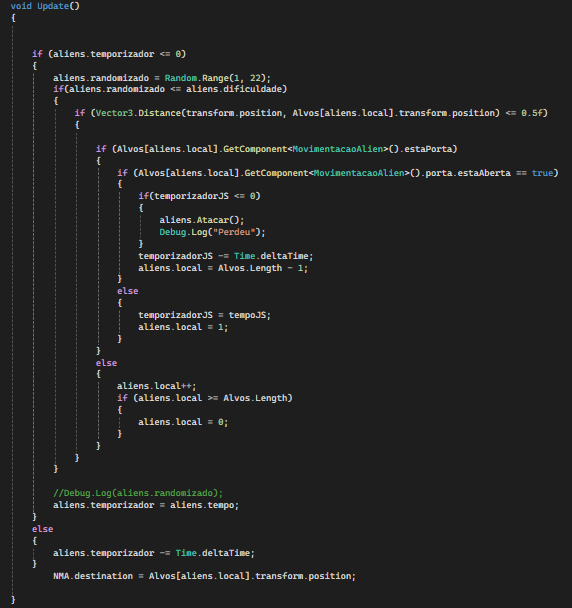 void Update()
{
if (aliens.temporizador <= 0)
{
aliens.randomizado = Random.Range(1, 22);
if(aliens.randomizado <= aliens.dificuldade)
{
if (Vector3.Distance(transform.position, Alvos[aliens.local].transform.position) <= 0.5f)
{
if (Alvos[aliens.local].GetComponent<MovimentacaoAlien>().estaPorta)
{
if (Alvos[aliens.local].GetComponent<MovimentacaoAlien>().porta.estaAberta == true)
{
if(temporizadorJS <= 0)
{
aliens.Atacar();
Debug.Log("Perdeu");
}
temporizadorJS -= Time.deltaTime;
aliens.local = Alvos.Length - 1;
}
else
{
temporizadorJS = tempoJS;
aliens.local = 1;
}
}
else
{
aliens.local++;
if (aliens.local >= Alvos.Length)
{
aliens.local = 0;
}
}
}
}
//Debug.Log(aliens.randomizado);
aliens.temporizador = aliens.tempo;
}
else
{
aliens.temporizador -= Time.deltaTime;
}
NMA.destination = Alvos[aliens.local].transform.position;
}